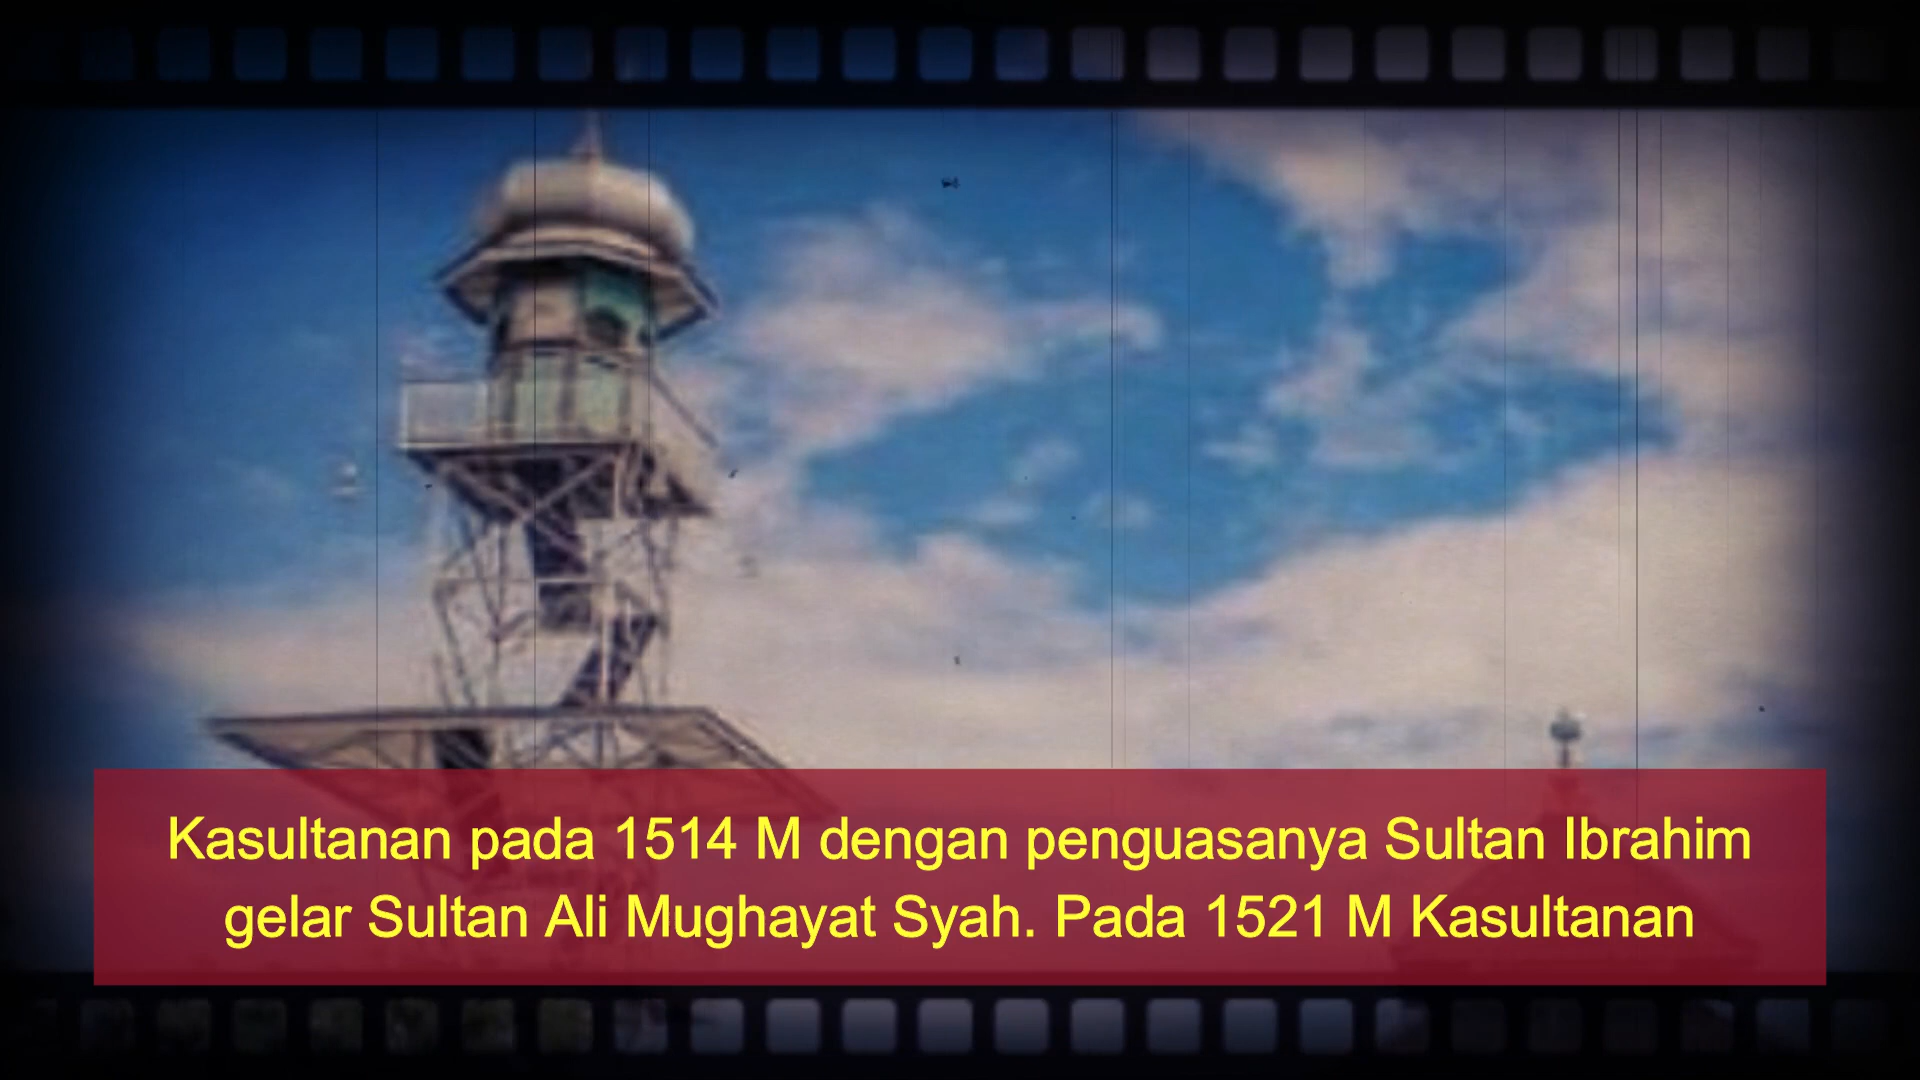 Kasultanan pada 1514 M dengan penguasanya Sultan Ibrahim
gelar Sultan Ali Mughayat Syah. Pada 1521 M Kasultanan